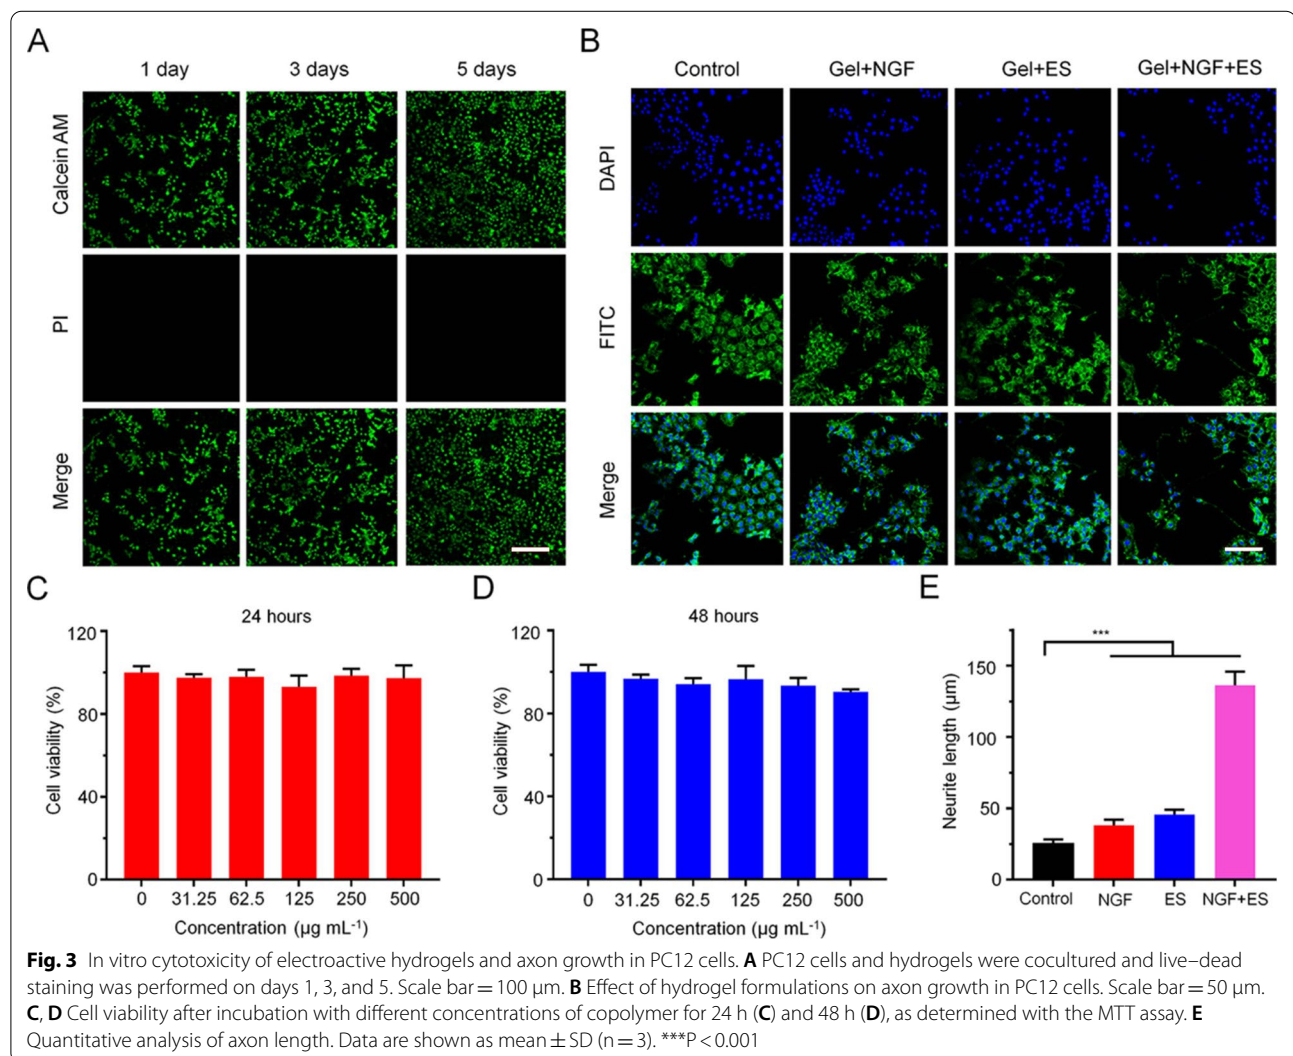 A
1 day
3 days
5 days
Calcein AM
PI
Merge
B
Control
Gel+NGF
Gel+ES
Gel+NGF+ES
DAPI
FITC
Merge
C
24 hours
Cell viability (%)
120
80
40
0
0 31.25 62.5 125 250 500
Concentration (µg mL⁻¹)
D
48 hours
Cell viability (%)
120
80
40
0
0 31.25 62.5 125 250 500
Concentration (µg mL⁻¹)
E
***
Neurite length (µm)
150
100
50
0
Control NGF ES NGF+ES
Fig. 3 In vitro cytotoxicity of electroactive hydrogels and axon growth in PC12 cells. A PC12 cells and hydrogels were cocultured and live–dead
staining was performed on days 1, 3, and 5. Scale bar = 100 µm. B Effect of hydrogel formulations on axon growth in PC12 cells. Scale bar = 50 µm.
C, D Cell viability after incubation with different concentrations of copolymer for 24 h (C) and 48 h (D), as determined with the MTT assay. E
Quantitative analysis of axon length. Data are shown as mean ± SD (n = 3). ***P < 0.001